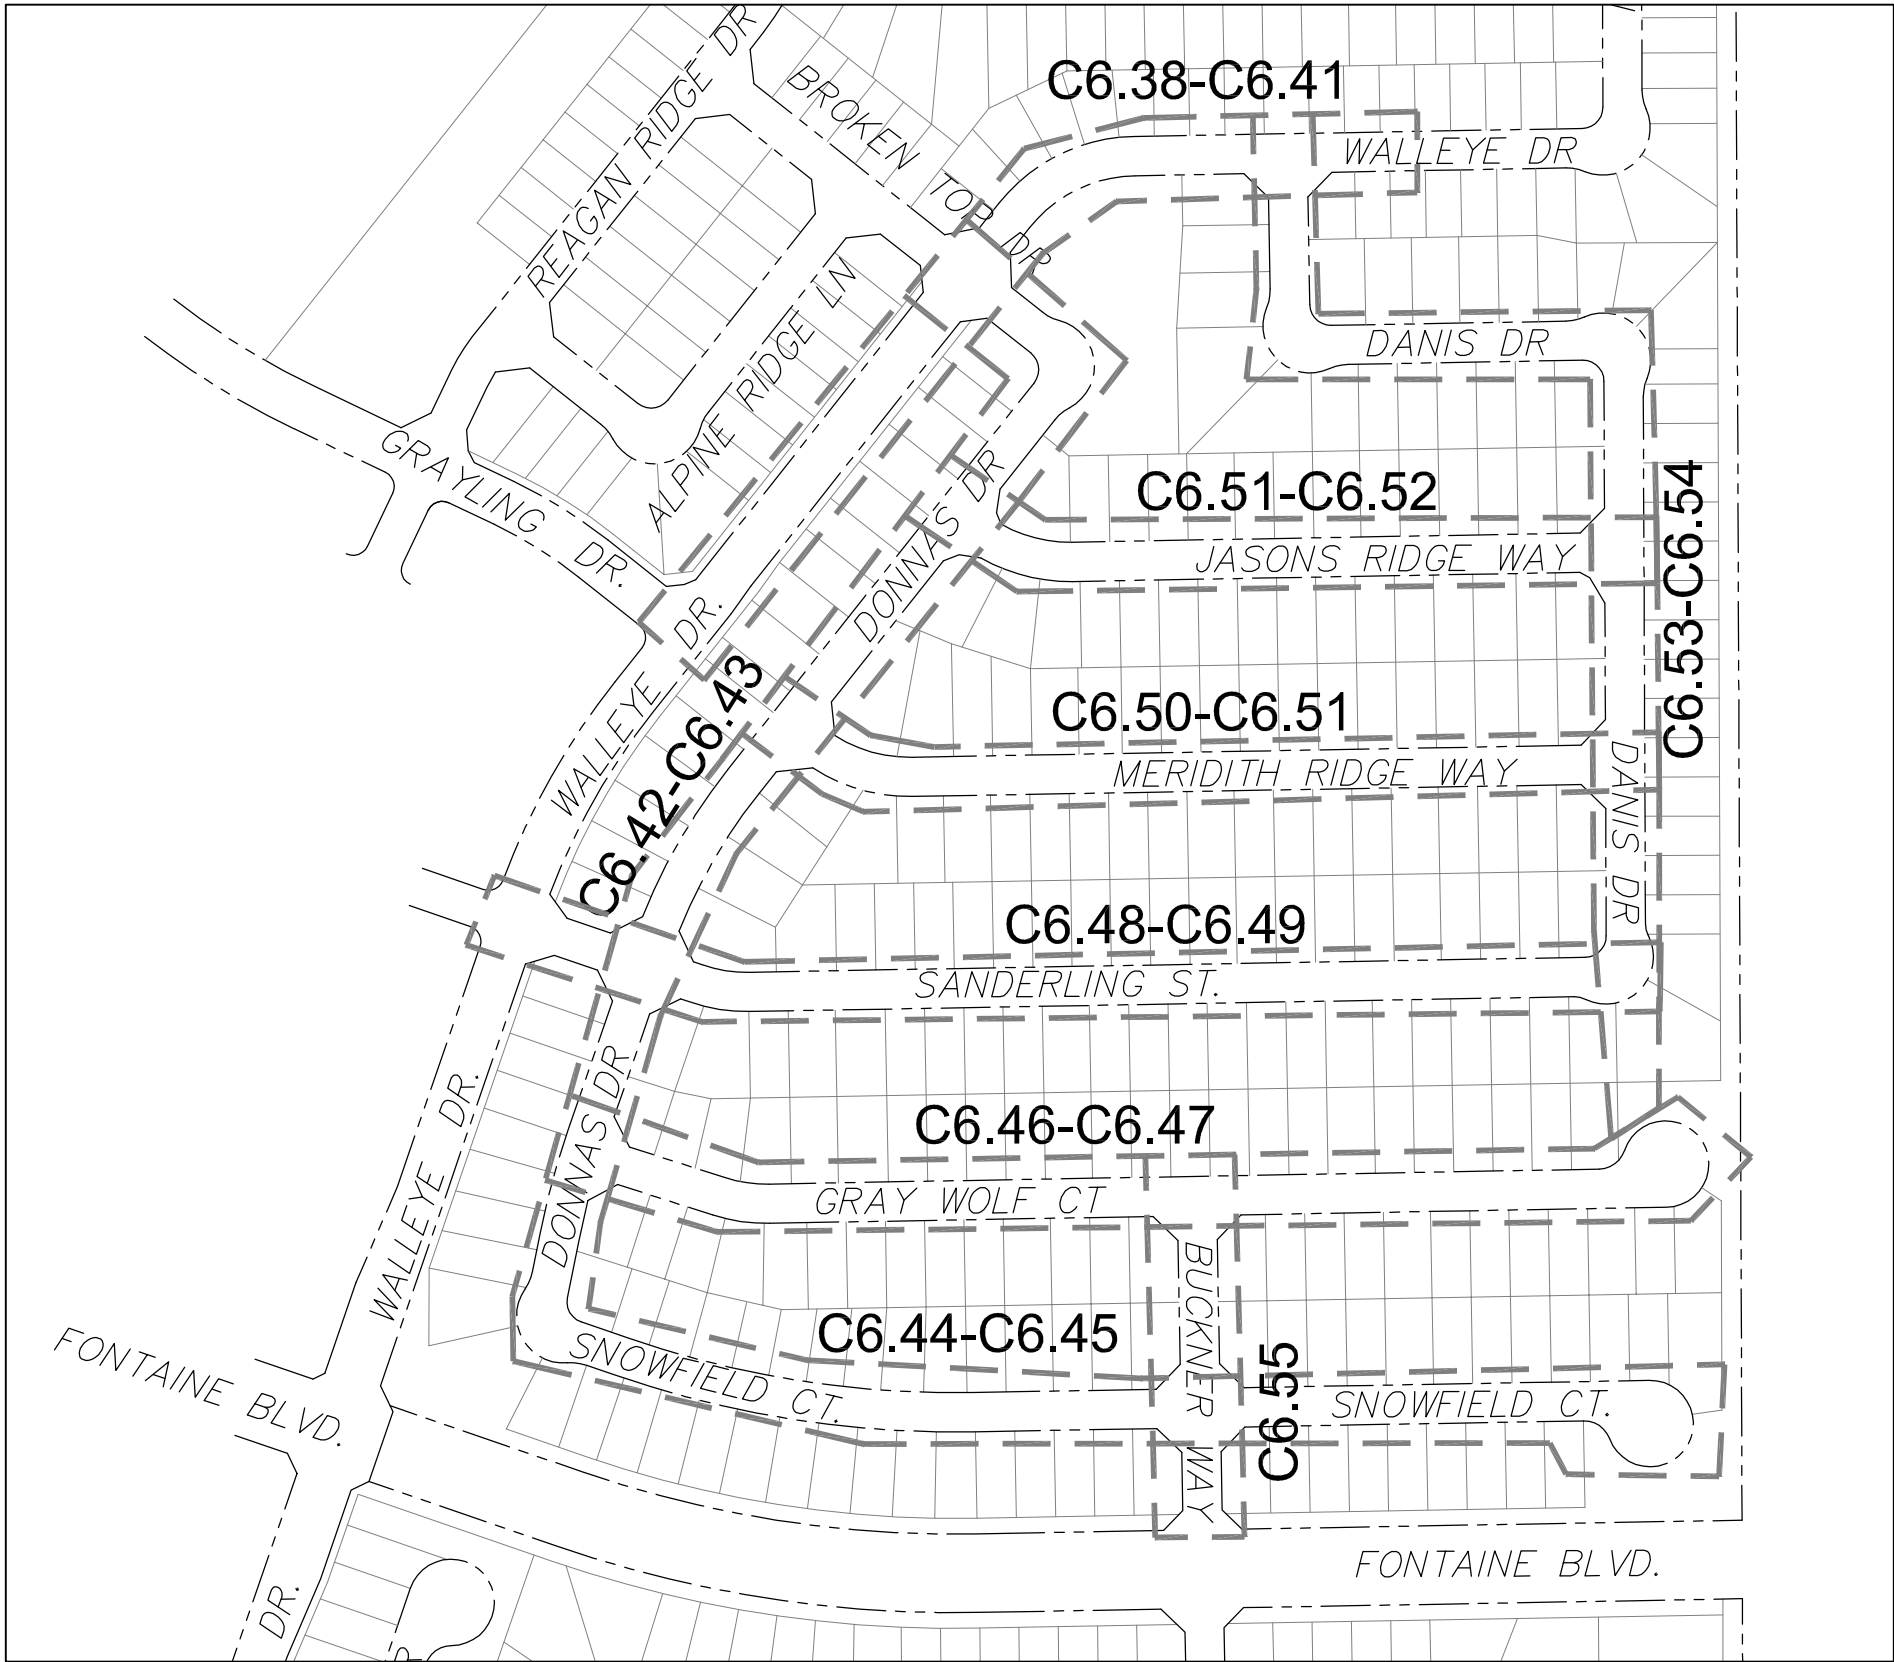 C6.38-C6.41
REAGAN RIDGE DR
BROKEN TOP DR
WALLEYE DR
ALPINE RIDGE LN
DANIS DR
GRAYLING DR.
DONNAS DR
C6.51-C6.52
JASONS RIDGE WAY
C6.53-C6.54
WALLEYE DR.
C6.42-C6.43
C6.50-C6.51
MERIDITH RIDGE WAY
DANIS DR
C6.48-C6.49
SANDERLING ST.
DONNAS DR
C6.46-C6.47
GRAY WOLF CT
WALLEYE DR.
BUCKNER WAY
C6.44-C6.45
SNOWFIELD CT.
C6.55
SNOWFIELD CT.
FONTAINE BLVD.
FONTAINE BLVD.
DR.